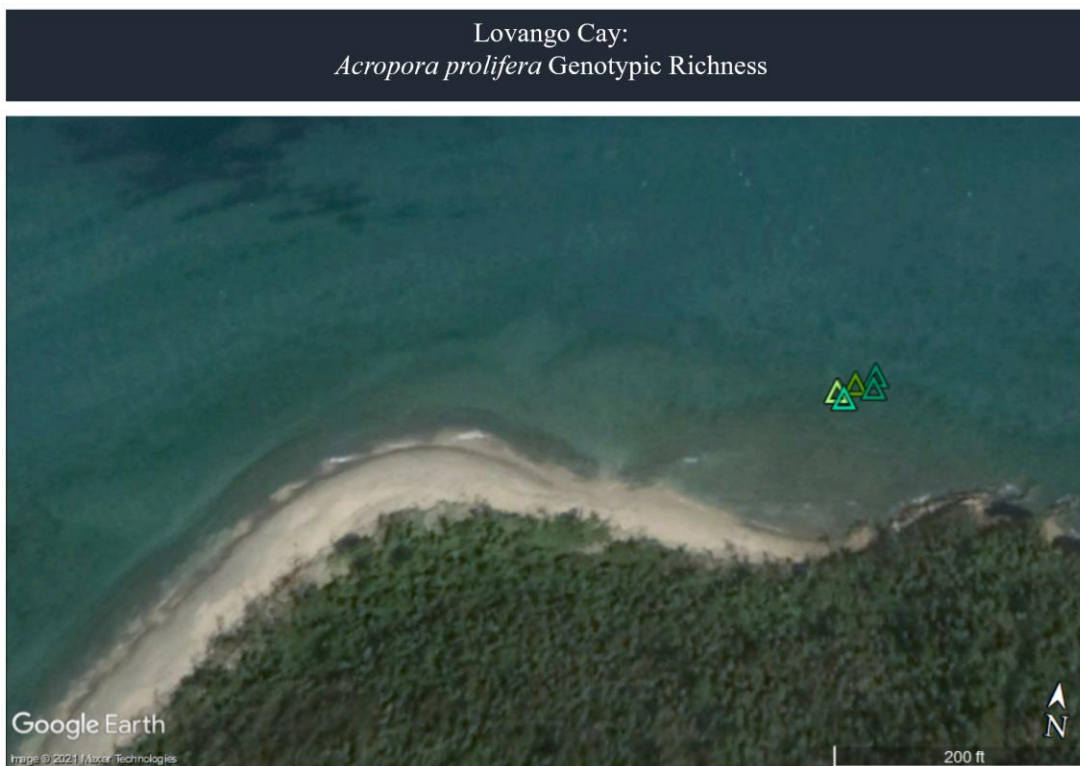 Lovango Cay:
Acropora prolifera Genotypic Richness
Google Earth
Image © 2021 Maxar Technologies
N
200 ft